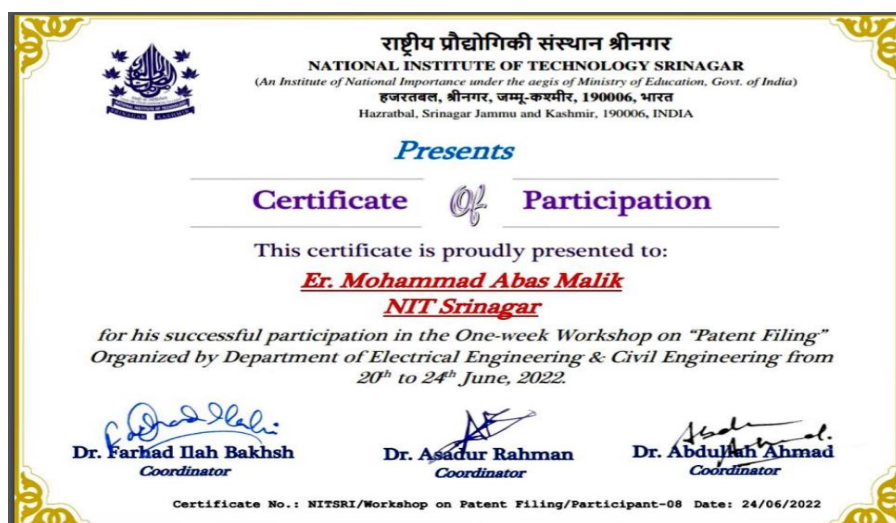 राष्ट्रीय प्रौद्योगिकी संस्थान श्रीनगर
NATIONAL INSTITUTE OF TECHNOLOGY SRINAGAR
(An Institute of National Importance under the aegis of Ministry of Education, Govt. of India)
हजरतबल, श्रीनगर, जम्मू-कश्मीर, 190006, भारत
Hazratbal, Srinagar Jammu and Kashmir, 190006, INDIA
Presents
Certificate Of Participation
This certificate is proudly presented to:
Er. Mohammad Abas Malik
NIT Srinagar
for his successful participation in the One-week Workshop on “Patent Filing”
Organized by Department of Electrical Engineering & Civil Engineering from
20th to 24th June, 2022.
Dr. Farhad Ilah Bakhsh Dr. Asadur Rahman Dr. Abdullah Ahmad
Coordinator Coordinator Coordinator
Certificate No.: NITSRI/Workshop on Patent Filing/Participant-08 Date: 24/06/2022